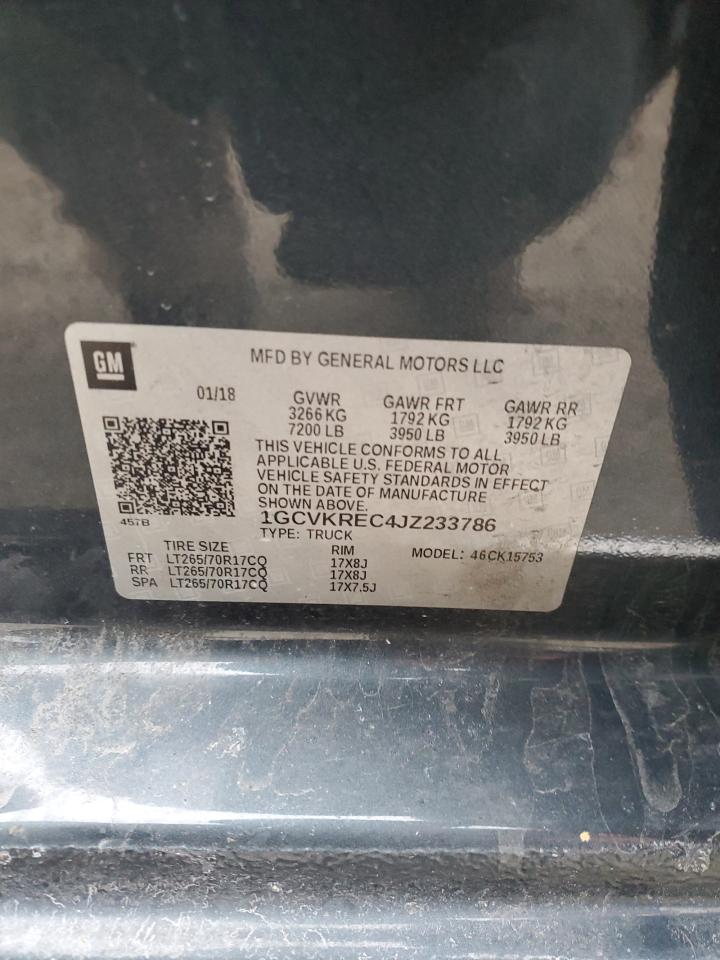 GM
MFD BY GENERAL MOTORS LLC
01/18
GVWR
3266 KG
7200 LB
GAWR FRT
1792 KG
3950 LB
GAWR RR
1792 KG
3950 LB
THIS VEHICLE CONFORMS TO ALL
APPLICABLE U.S. FEDERAL MOTOR
VEHICLE SAFETY STANDARDS IN EFFECT
ON THE DATE OF MANUFACTURE
SHOWN ABOVE.
457B
1GCVKREC4JZ233786
TYPE: TRUCK
MODEL: 46CK15753
TIRE SIZE RIM
FRT LT265/70R17CQ 17X8J
RR LT265/70R17CQ 17X8J
SPA LT265/70R17CQ 17X7.5J